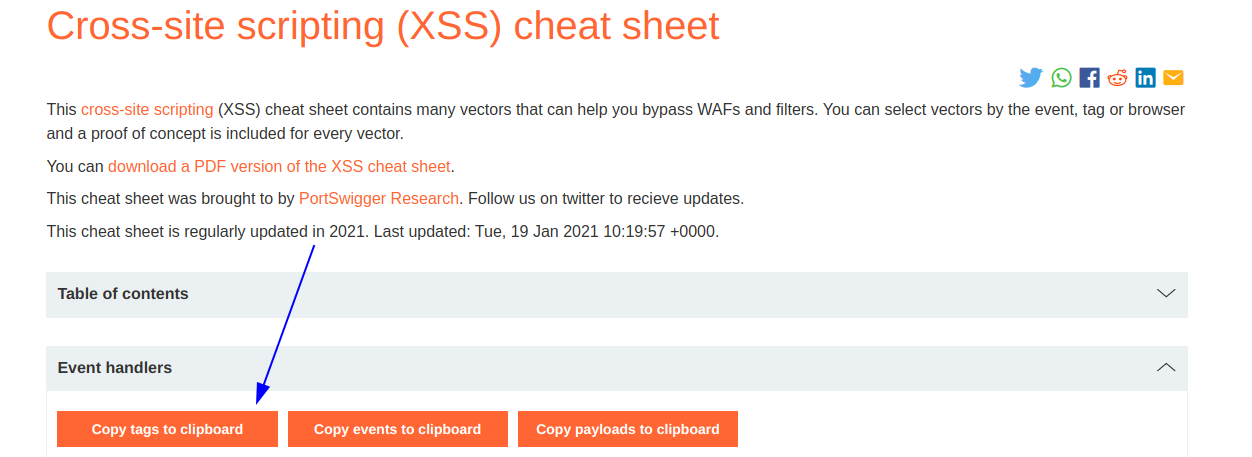 Cross-site scripting (XSS) cheat sheet
This cross-site scripting (XSS) cheat sheet contains many vectors that can help you bypass WAFs and filters. You can select vectors by the event, tag or browser
and a proof of concept is included for every vector.
You can download a PDF version of the XSS cheat sheet.
This cheat sheet was brought to by PortSwigger Research. Follow us on twitter to recieve updates.
This cheat sheet is regularly updated in 2021. Last updated: Tue, 19 Jan 2021 10:19:57 +0000.
Table of contents
Event handlers
Copy tags to clipboard Copy events to clipboard Copy payloads to clipboard